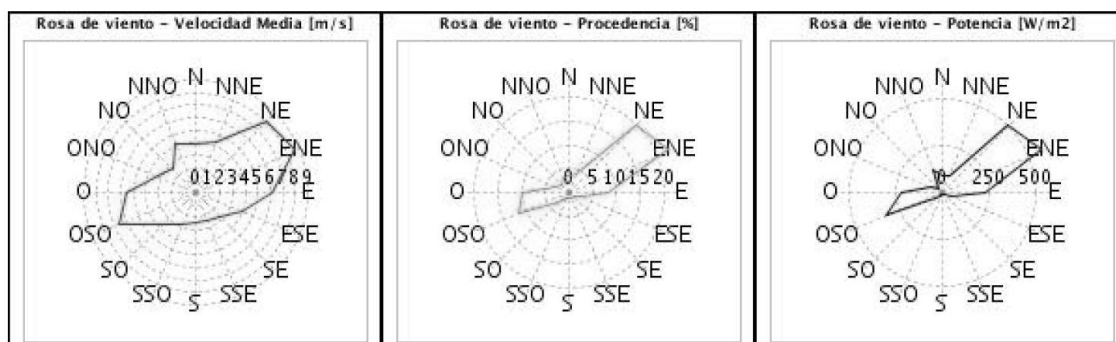 Rosa de viento - Velocidad Media [m/s]
N
NNO NNE
NO NE
ONO ENE
0123456789
O E
OSO ESE
SO SE
SSO SSE
S
Rosa de viento - Procedencia [%]
N
NNO NNE
NO NE
ONO ENE
0 5 10 15 20
O E
OSO ESE
SO SE
SSO SSE
S
Rosa de viento - Potencia [W/m2]
N
NNO NNE
NO NE
ONO ENE
0 250 500
O E
OSO ESE
SO SE
SSO SSE
S